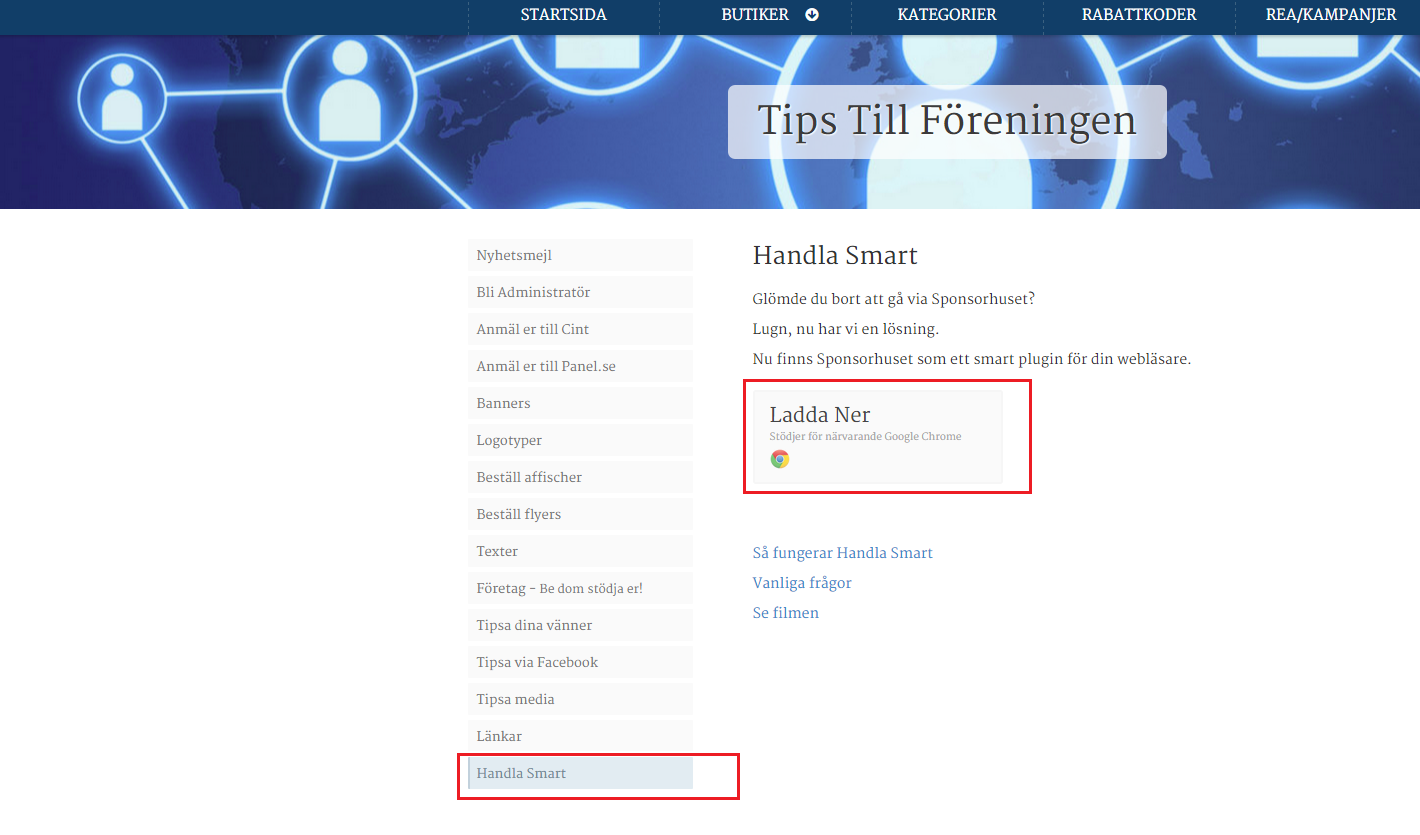 STARTSIDA
BUTIKER
KATEGORIER
RABATTKODER
REA/KAMPANJER
Tips Till Föreningen
Nyhetsmejl
Bli Administratör
Anmäl er till Cint
Anmäl er till Panel.se
Banners
Logotyper
Beställ affischer
Beställ flyers
Texter
Företag - Be dom stödja er!
Tipsa dina vänner
Tipsa via Facebook
Tipsa media
Länkar
Handla Smart
Handla Smart
Glömde du bort att gå via Sponsorhuset?
Lugn, nu har vi en lösning.
Nu finns Sponsorhuset som ett smart plugin för din webläsare.
Ladda Ner
Stödjer för närvarande Google Chrome
Så fungerar Handla Smart
Vanliga frågor
Se filmen